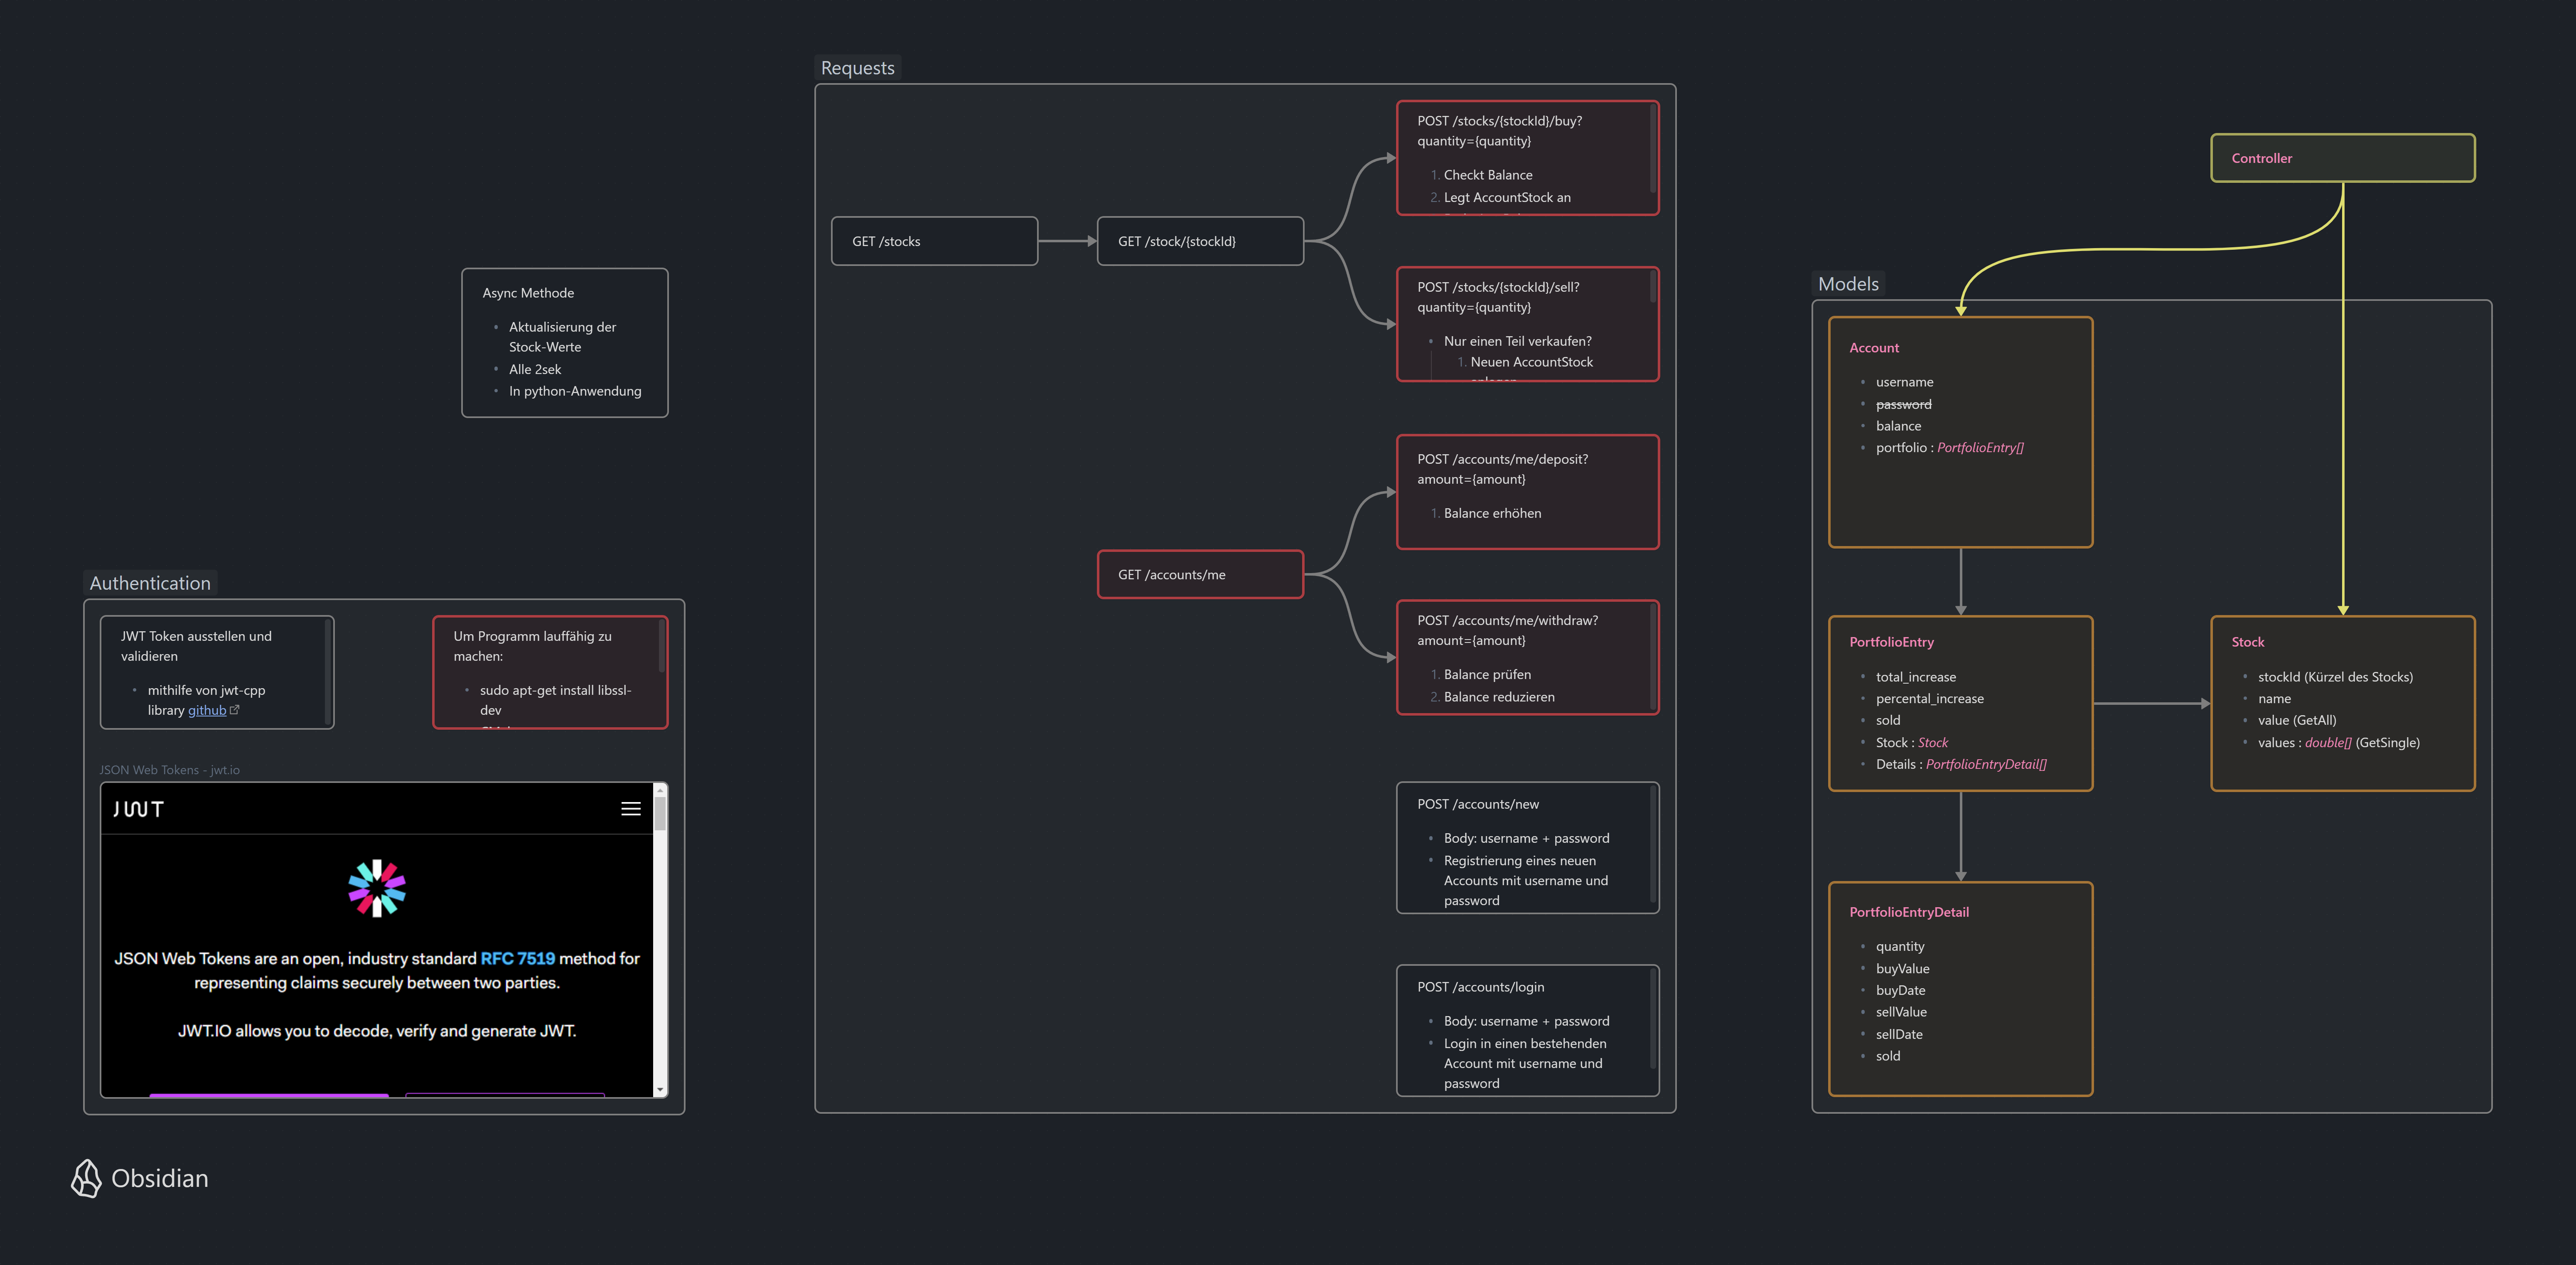 Requests
POST /stocks/{stockId}/buy?
quantity={quantity}
1. Checkt Balance
2. Legt AccountStock an
GET /stocks
GET /stock/{stockId}
POST /stocks/{stockId}/sell?
quantity={quantity}
Nur einen Teil verkaufen?
1. Neuen AccountStock
POST /accounts/me/deposit?
amount={amount}
1. Balance erhöhen
GET /accounts/me
POST /accounts/me/withdraw?
amount={amount}
1. Balance prüfen
2. Balance reduzieren
POST /accounts/new
Body: username + password
Registrierung eines neuen
Accounts mit username und
password
POST /accounts/login
Body: username + password
Login in einen bestehenden
Account mit username und
password
Async Methode
Aktualisierung der
Stock-Werte
Alle 2sek
In python-Anwendung
Authentication
JWT Token ausstellen und
validieren
mithilfe von jwt-cpp
library github
Um Programm lauffähig zu
machen:
sudo apt-get install libssl-
dev
JSON Web Tokens - jwt.io
JWT
JSON Web Tokens are an open, industry standard RFC 7519 method for
representing claims securely between two parties.
JWT.IO allows you to decode, verify and generate JWT.
Controller
Models
Account
username
password
balance
portfolio : PortfolioEntry[]
PortfolioEntry
total_increase
percental_increase
sold
Stock : Stock
Details : PortfolioEntryDetail[]
Stock
stockId (Kürzel des Stocks)
name
value (GetAll)
values : double[] (GetSingle)
PortfolioEntryDetail
quantity
buyValue
buyDate
sellValue
sellDate
sold
Obsidian